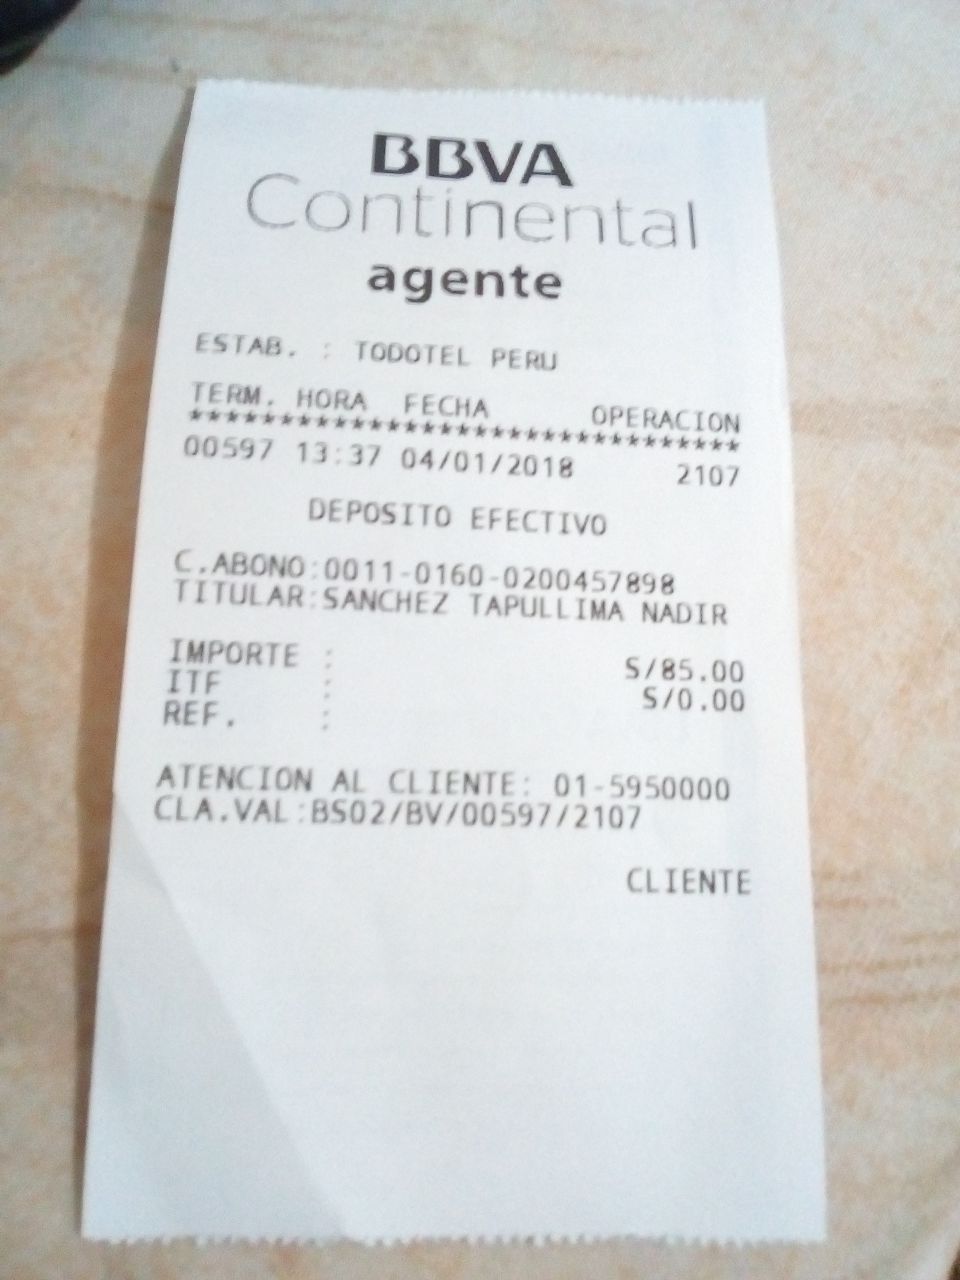 BBVA
Continental
agente
ESTAB. : TODOTEL PERU
TERM. HORA FECHA OPERACION
*********************************
00597 13:37 04/01/2018 2107
DEPOSITO EFECTIVO
C.ABONO:0011-0160-0200457898
TITULAR:SANCHEZ TAPULLIMA NADIR
IMPORTE : S/85.00
ITF : S/0.00
REF. :
ATENCION AL CLIENTE: 01-5950000
CLA.VAL:BS02/BV/00597/2107
CLIENTE